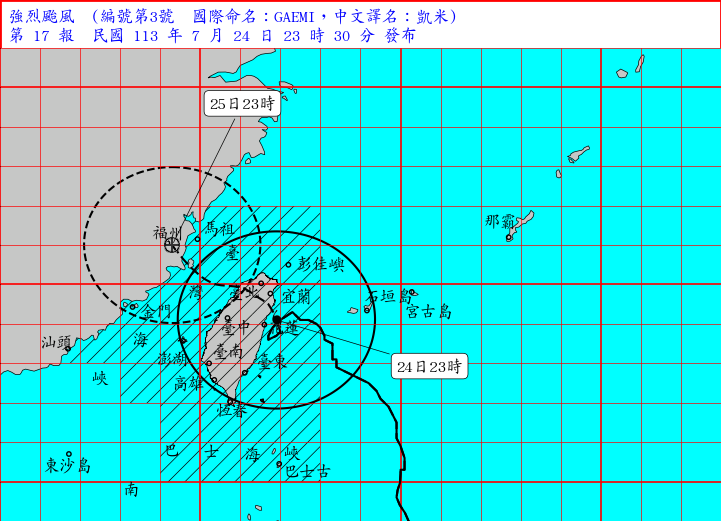 強烈颱風 (編號第3號 國際命名：GAEMI，中文譯名：凱米)
第 17 報 民國 113 年 7 月 24 日 23 時 30 分 發布
25日23時
福州
馬祖
那霸
臺
彭佳嶼
灣
臺北
宜蘭
石垣島
宮古島
金門
臺中
蓮
汕頭
海
澎湖
臺南
臺東
24日23時
峽
高雄
恆春
巴 士 海 峽
東沙島
巴士古
南